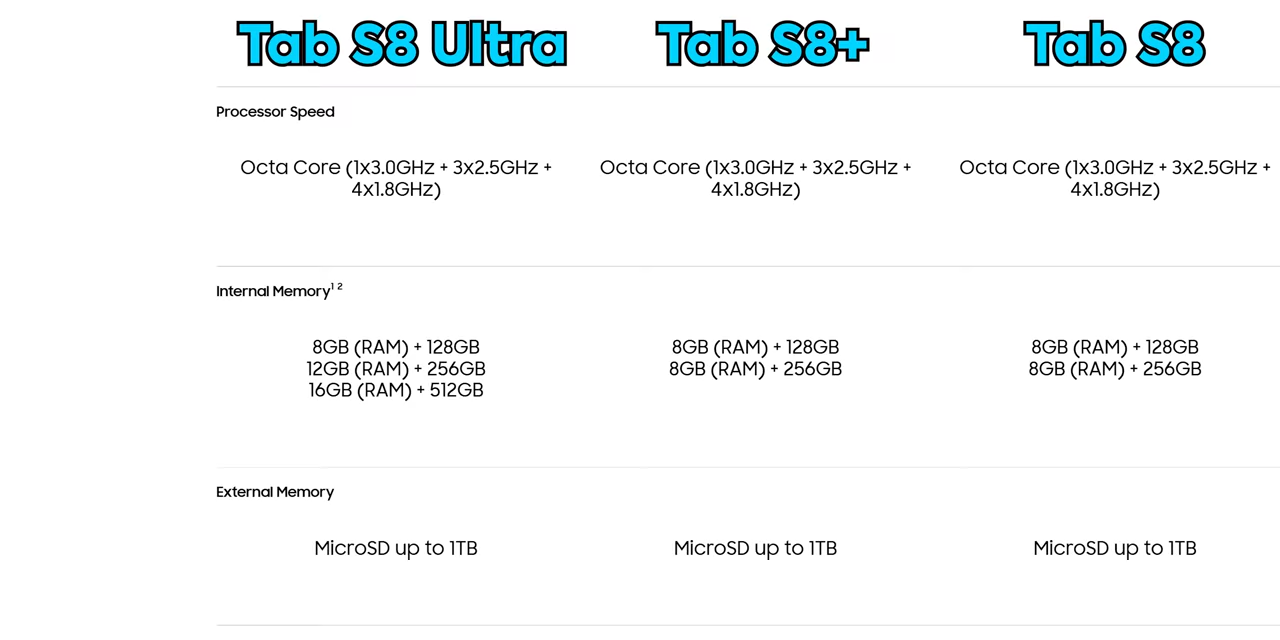 Tab S8 Ultra Tab S8+ Tab S8
Processor Speed
Octa Core (1x3.0GHz + 3x2.5GHz +
4x1.8GHz)
Octa Core (1x3.0GHz + 3x2.5GHz +
4x1.8GHz)
Octa Core (1x3.0GHz + 3x2.5GHz +
4x1.8GHz)
Internal Memory¹ ²
8GB (RAM) + 128GB
12GB (RAM) + 256GB
16GB (RAM) + 512GB
8GB (RAM) + 128GB
8GB (RAM) + 256GB
8GB (RAM) + 128GB
8GB (RAM) + 256GB
External Memory
MicroSD up to 1TB
MicroSD up to 1TB
MicroSD up to 1TB